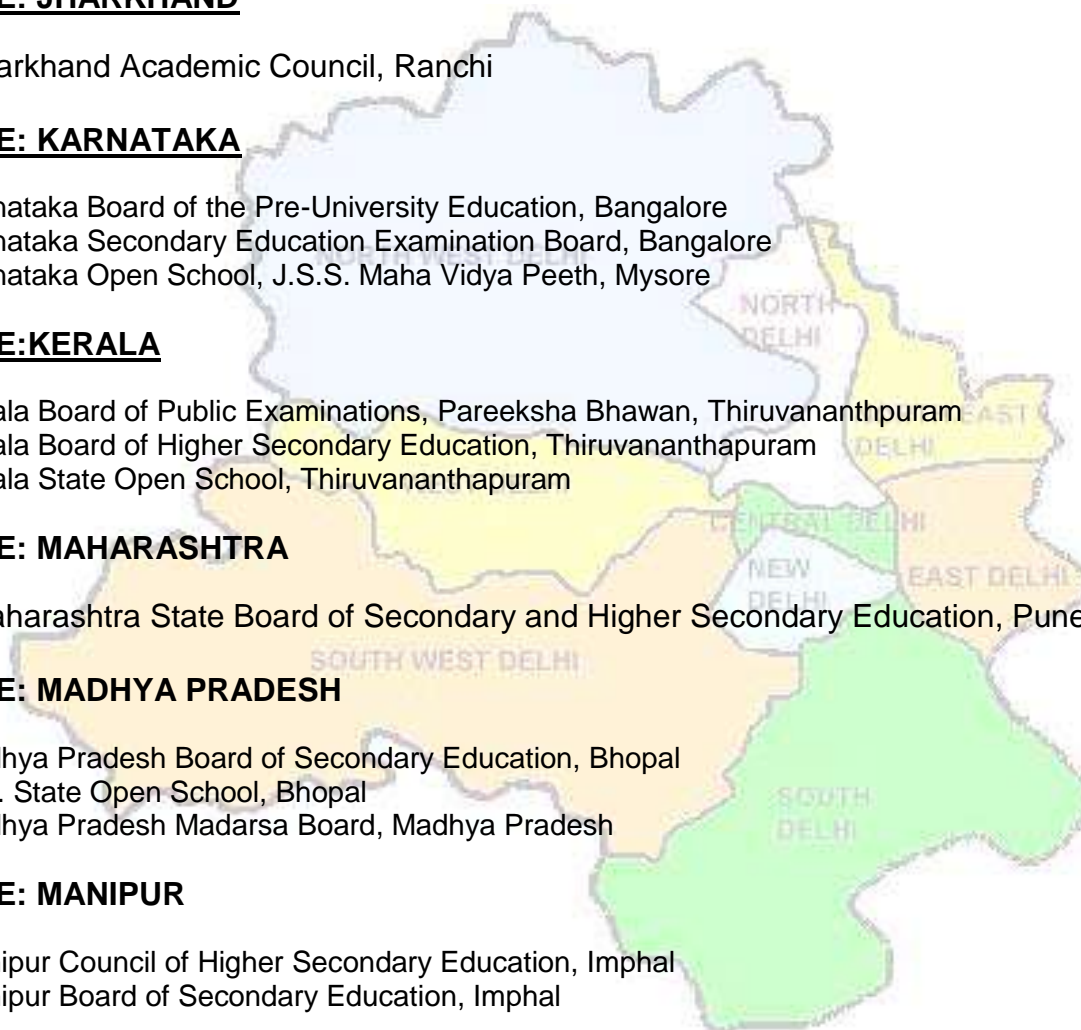 E: JHARKHAND
arkhand Academic Council, Ranchi
E: KARNATAKA
nataka Board of the Pre-University Education, Bangalore
nataka Secondary Education Examination Board, Bangalore
nataka Open School, J.S.S. Maha Vidya Peeth, Mysore
NORTH WEST DELHI
NORTH
DELHI
E:KERALA
ala Board of Public Examinations, Pareeksha Bhawan, Thiruvananthpuram
EAST
DELHI
ala Board of Higher Secondary Education, Thiruvananthapuram
ala State Open School, Thiruvananthapuram
CENTRAL DELHI
E: MAHARASHTRA
NEW
DELHI
EAST DELHI
aharashtra State Board of Secondary and Higher Secondary Education, Pune
SOUTH WEST DELHI
E: MADHYA PRADESH
dhya Pradesh Board of Secondary Education, Bhopal
. State Open School, Bhopal
dhya Pradesh Madarsa Board, Madhya Pradesh
SOUTH
DELHI
E: MANIPUR
nipur Council of Higher Secondary Education, Imphal
nipur Board of Secondary Education, Imphal